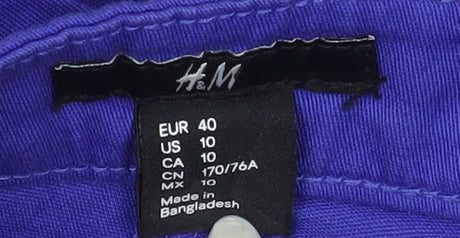 H&M
EUR 40
US 10
CA 10
CN 170/76A
MX 10
Made in
Bangladesh